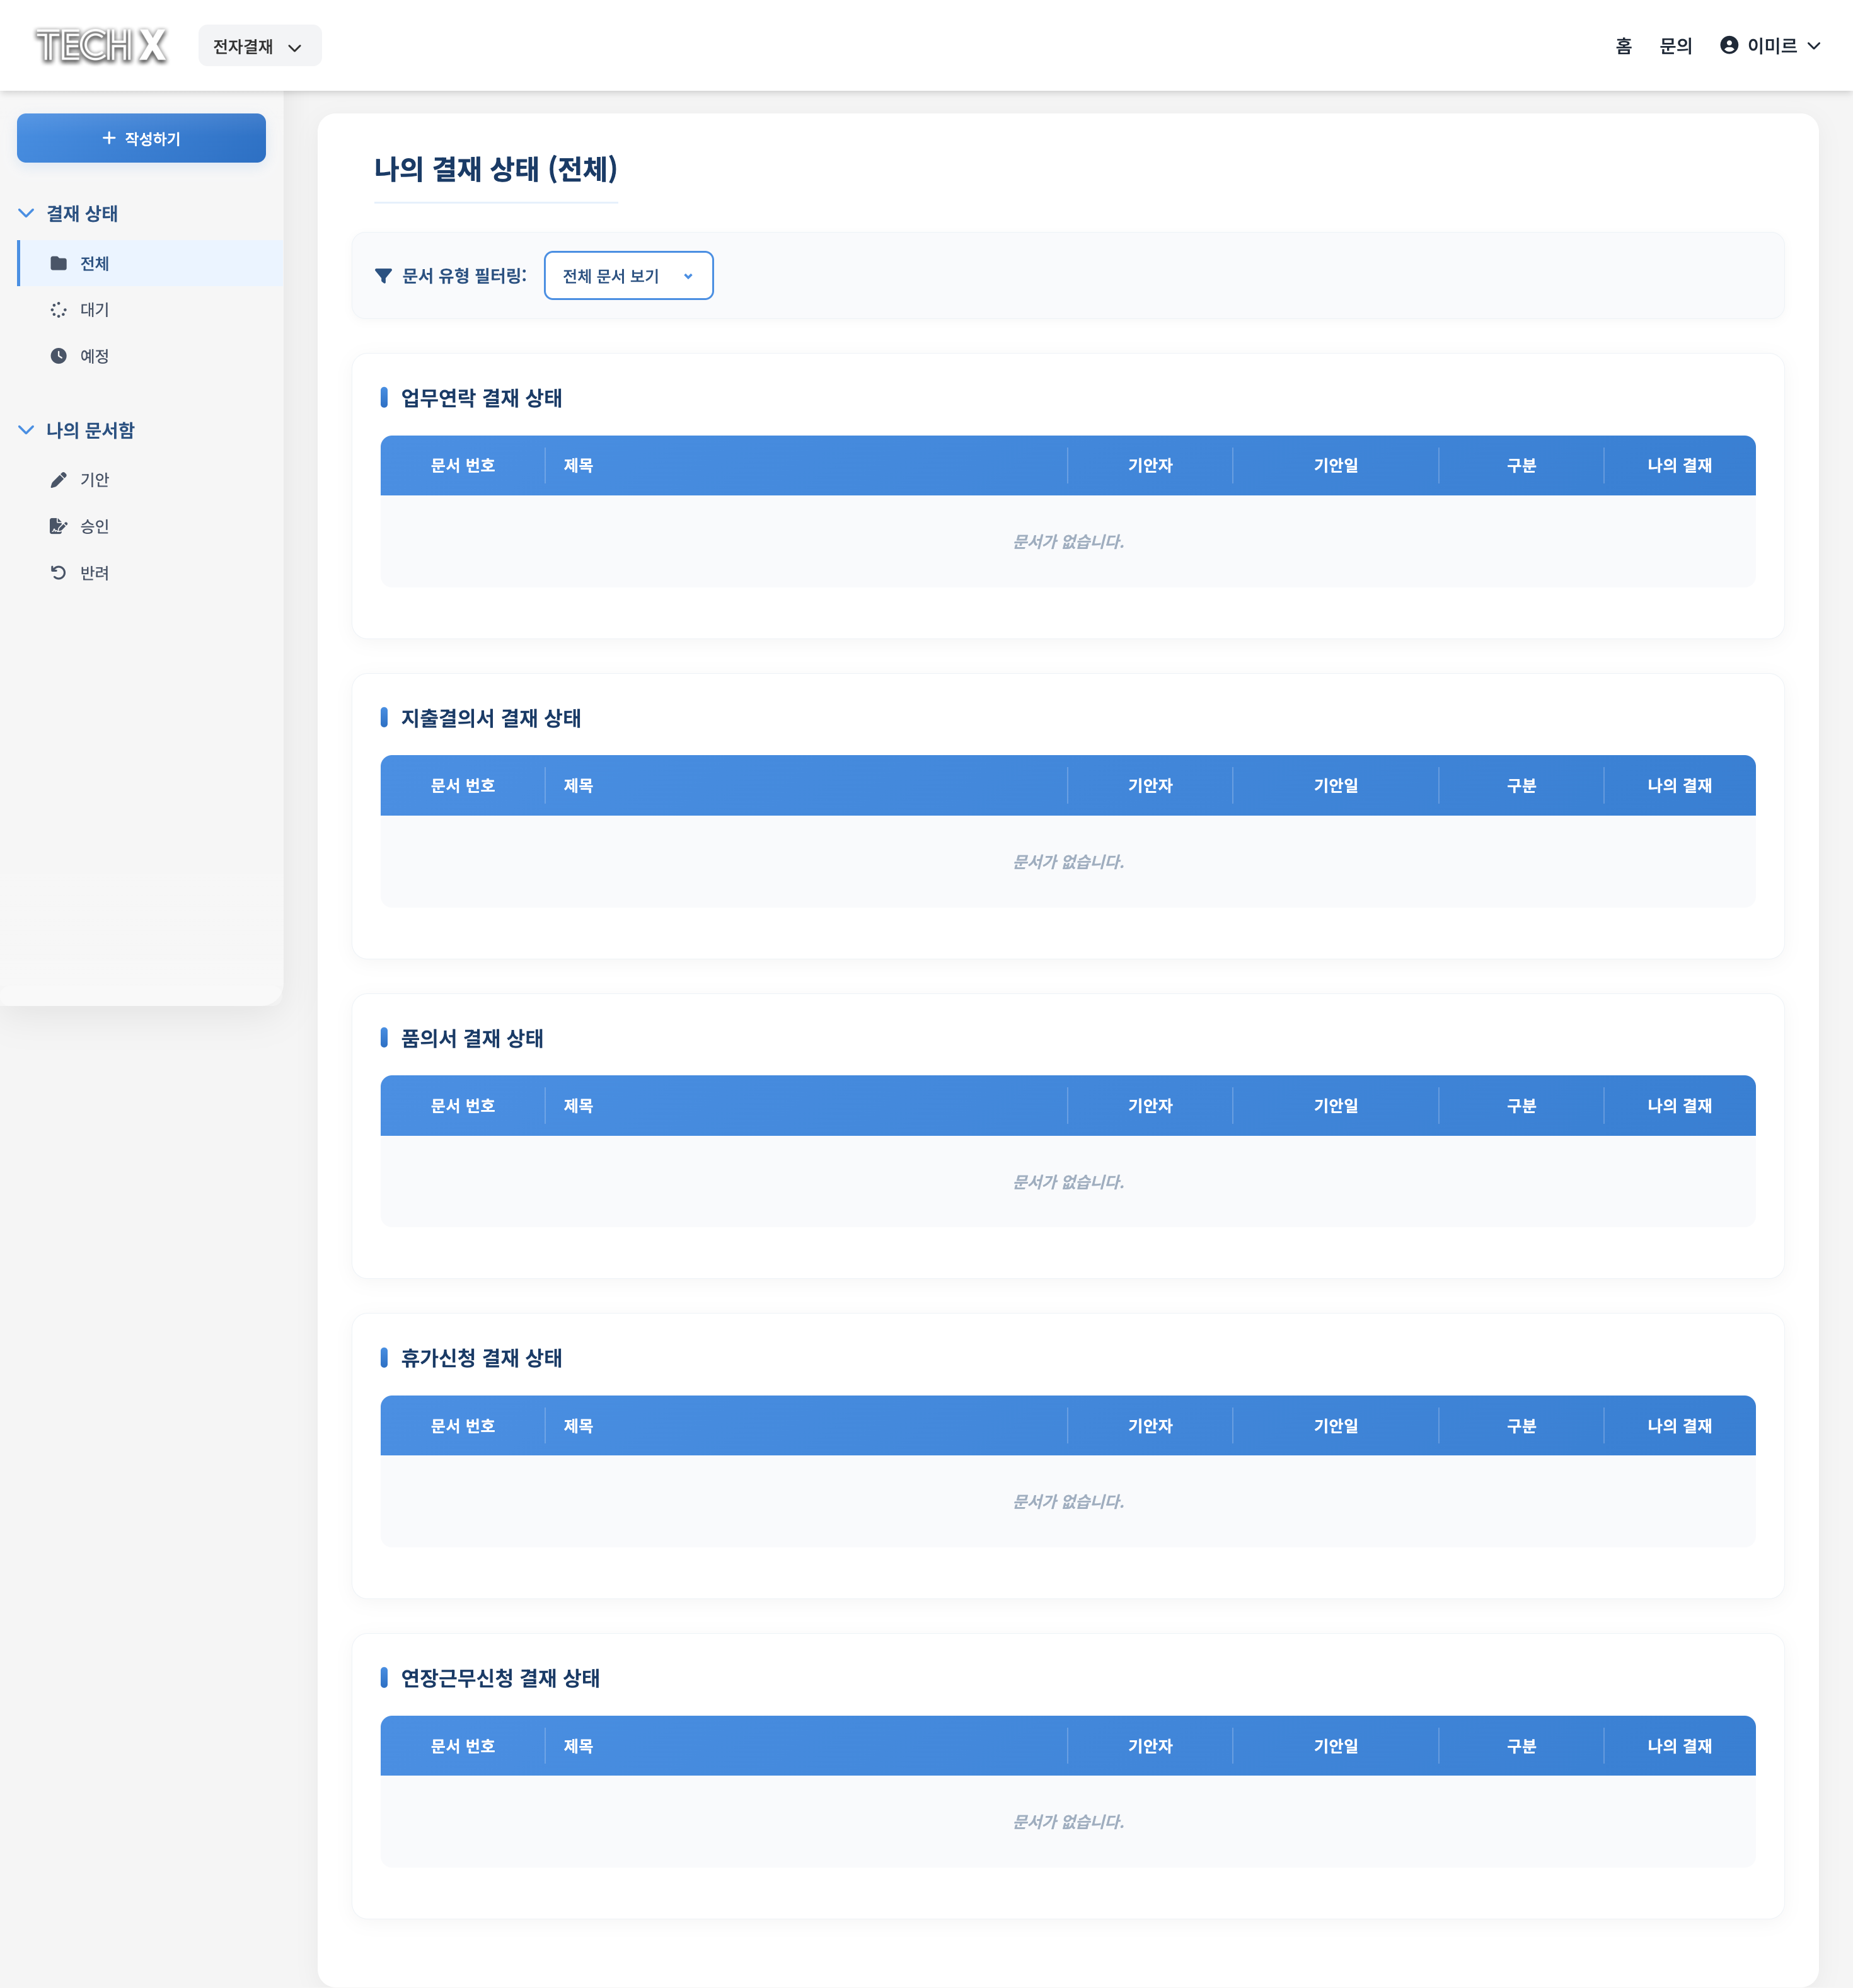 TECH X
전자결재
홈 문의 이미르
작성하기
결재 상태
전체
대기
예정
나의 문서함
기안
승인
반려
나의 결재 상태 (전체)
문서 유형 필터링: 전체 문서 보기
업무연락 결재 상태
문서 번호 제목 기안자 기안일 구분 나의 결재
문서가 없습니다.
지출결의서 결재 상태
문서 번호 제목 기안자 기안일 구분 나의 결재
문서가 없습니다.
품의서 결재 상태
문서 번호 제목 기안자 기안일 구분 나의 결재
문서가 없습니다.
휴가신청 결재 상태
문서 번호 제목 기안자 기안일 구분 나의 결재
문서가 없습니다.
연장근무신청 결재 상태
문서 번호 제목 기안자 기안일 구분 나의 결재
문서가 없습니다.